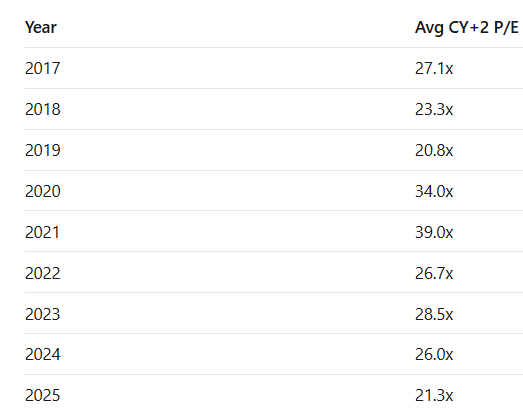 Year Avg CY+2 P/E
2017 27.1x
2018 23.3x
2019 20.8x
2020 34.0x
2021 39.0x
2022 26.7x
2023 28.5x
2024 26.0x
2025 21.3x